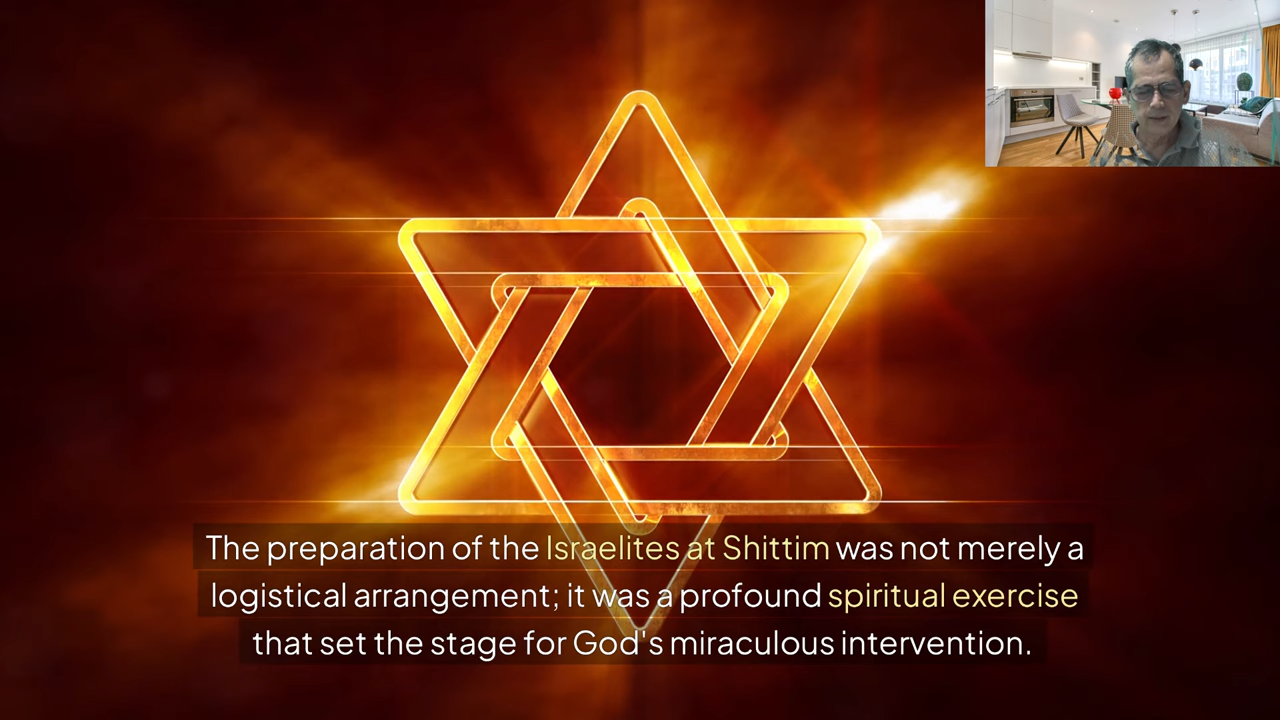 The preparation of the Israelites at Shittim was not merely a
logistical arrangement; it was a profound spiritual exercise
that set the stage for God's miraculous intervention.